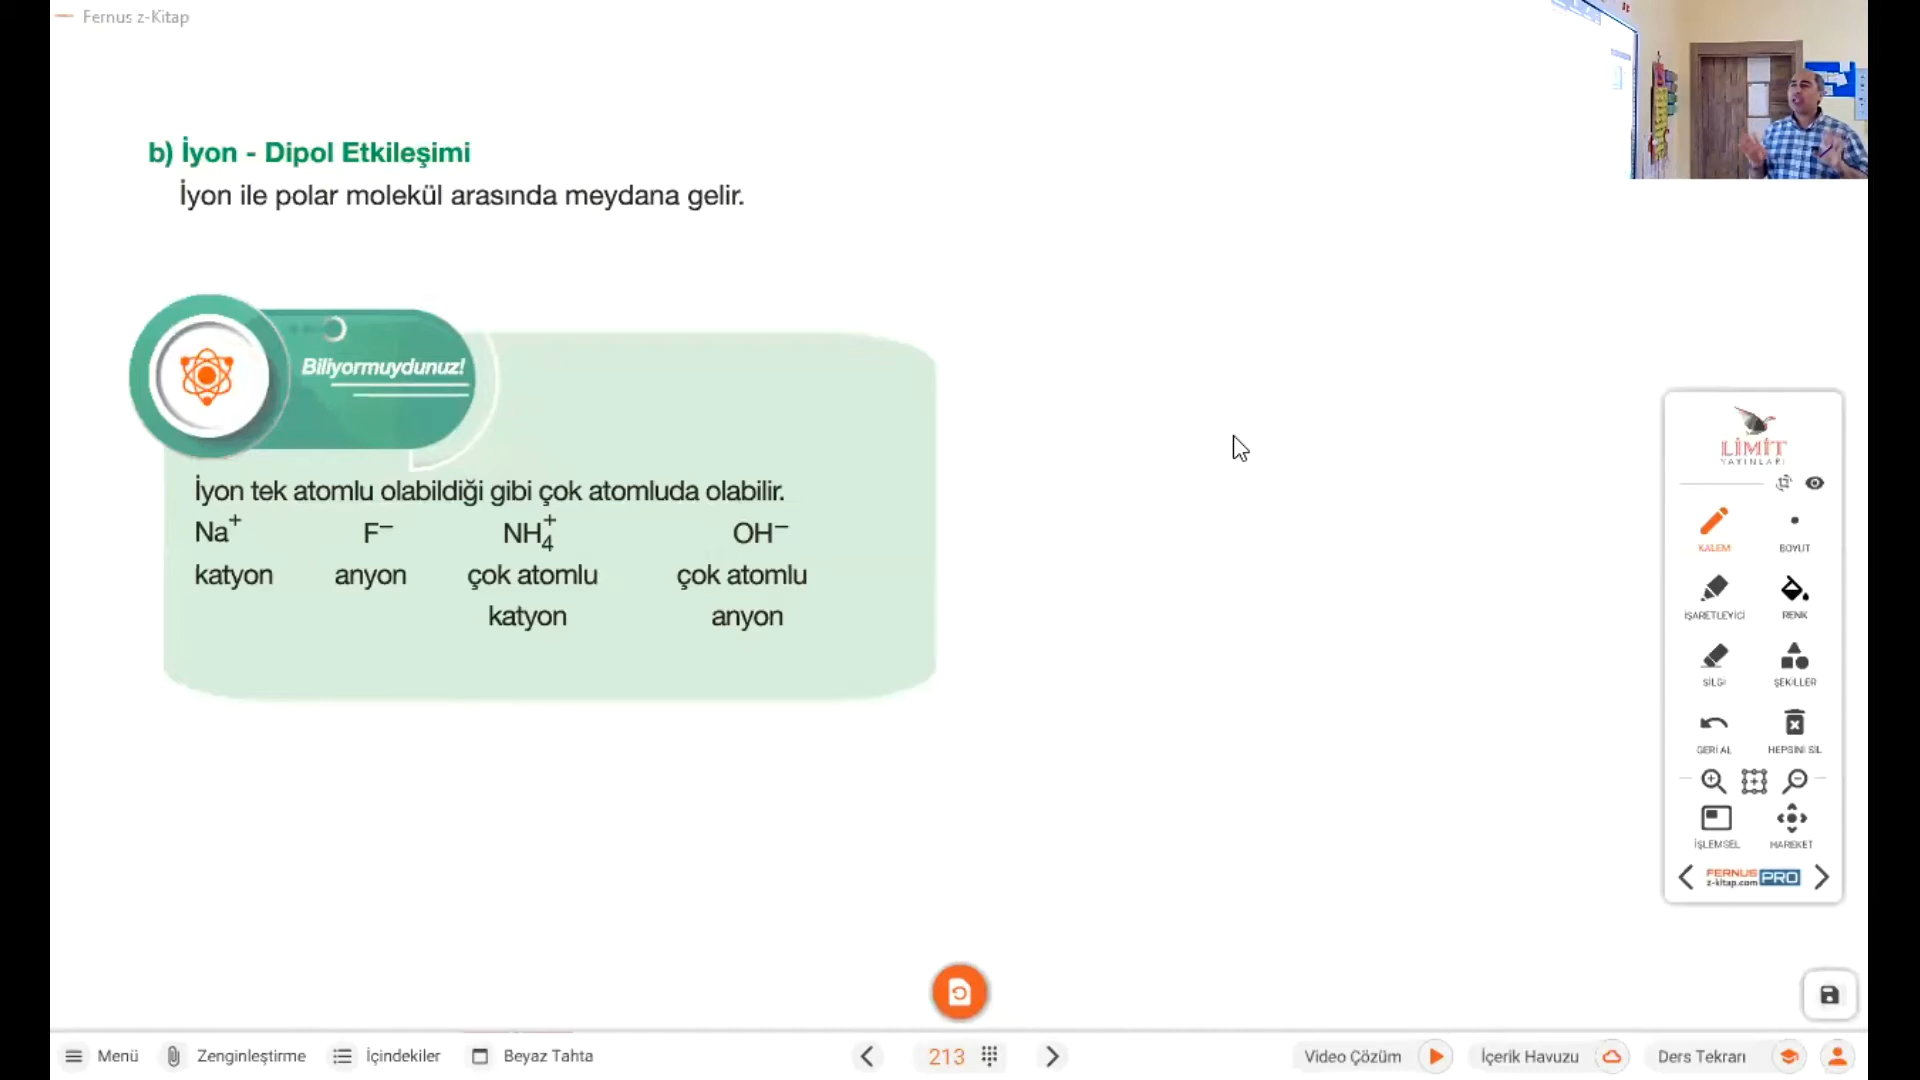 Fernus z-Kitap
b) İyon - Dipol Etkileşimi
İyon ile polar molekül arasında meydana gelir.
Biliyormuydunuz!
İyon tek atomlu olabildiği gibi çok atomluda olabilir.
Na⁺ F⁻ NH₄⁺ OH⁻
katyon anyon çok atomlu çok atomlu
katyon anyon
LİMİT
YAYINLARI
KALEM BOYUT
İŞARETLEYİCİ RENK
SİLGİ ŞEKİLLER
GERİ AL HEPSİNİ SİL
İŞLEMSEL HAREKET
FERNUS
z-kitap.com PRO
Menü Zenginleştirme İçindekiler Beyaz Tahta 213 Video Çözüm İçerik Havuzu Ders Tekrarı